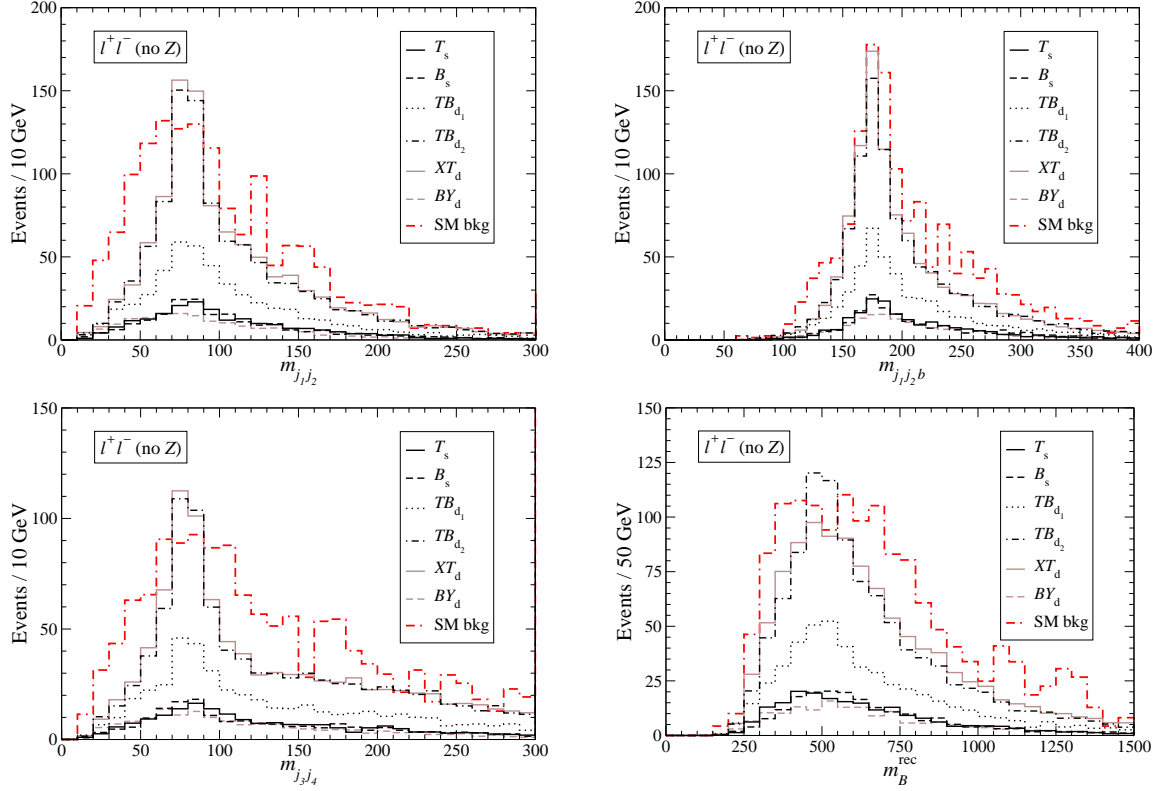 l⁺l⁻ (no Z)
T_s
B_s
TB_d₁
TB_d₂
XT_d
BY_d
SM bkg
Events / 10 GeV
200
150
100
50
0
0 50 100 150 200 250 300
m_j₁j₂
l⁺l⁻ (no Z)
T_s
B_s
TB_d₁
TB_d₂
XT_d
BY_d
SM bkg
Events / 10 GeV
200
150
100
50
0
0 50 100 150 200 250 300 350 400
m_j₁j₂b
l⁺l⁻ (no Z)
T_s
B_s
TB_d₁
TB_d₂
XT_d
BY_d
SM bkg
Events / 10 GeV
150
100
50
0
0 50 100 150 200 250 300
m_j₃j₄
l⁺l⁻ (no Z)
T_s
B_s
TB_d₁
TB_d₂
XT_d
BY_d
SM bkg
Events / 50 GeV
150
125
100
75
50
25
0
0 250 500 750 1000 1250 1500
m_B^rec